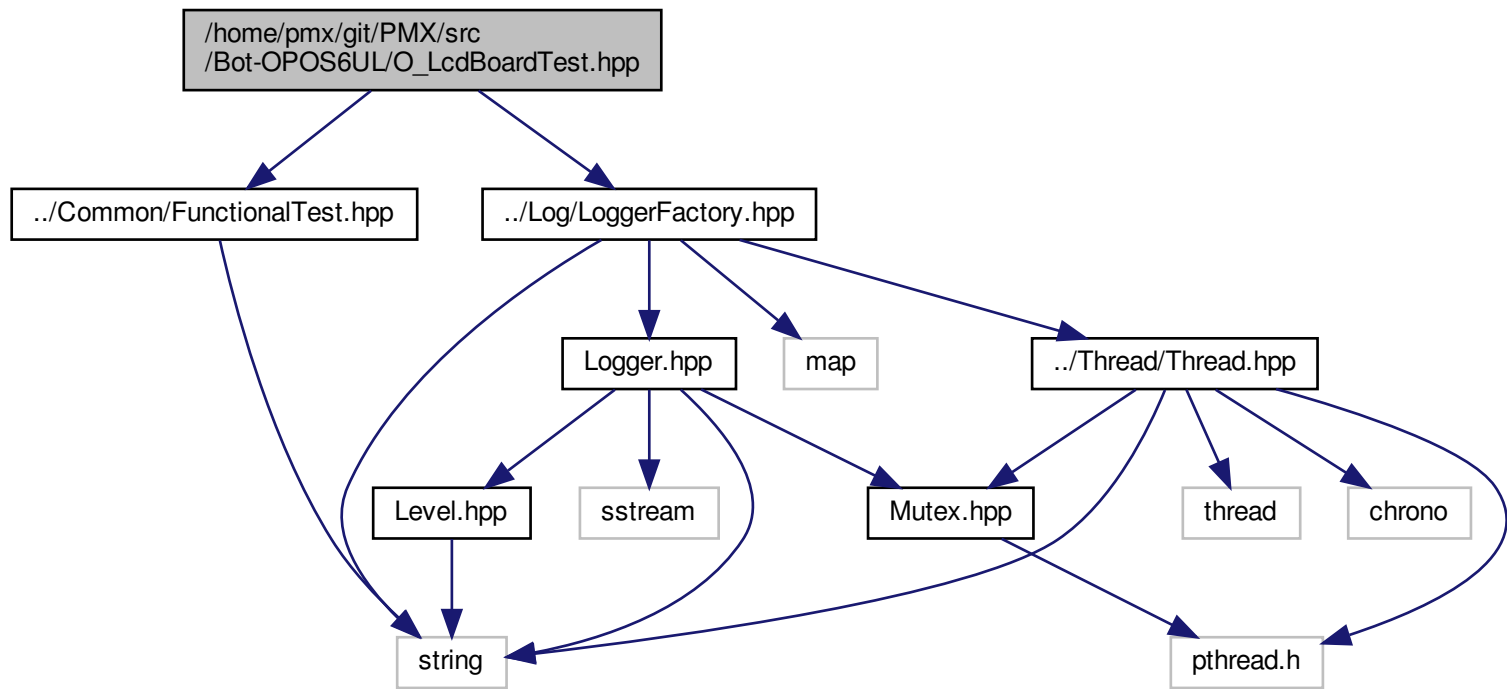 /home/pmx/git/PMX/src
/Bot-OPOS6UL/O_LcdBoardTest.hpp
../Common/FunctionalTest.hpp
../Log/LoggerFactory.hpp
Logger.hpp
map
../Thread/Thread.hpp
Level.hpp
sstream
Mutex.hpp
thread
chrono
string
pthread.h